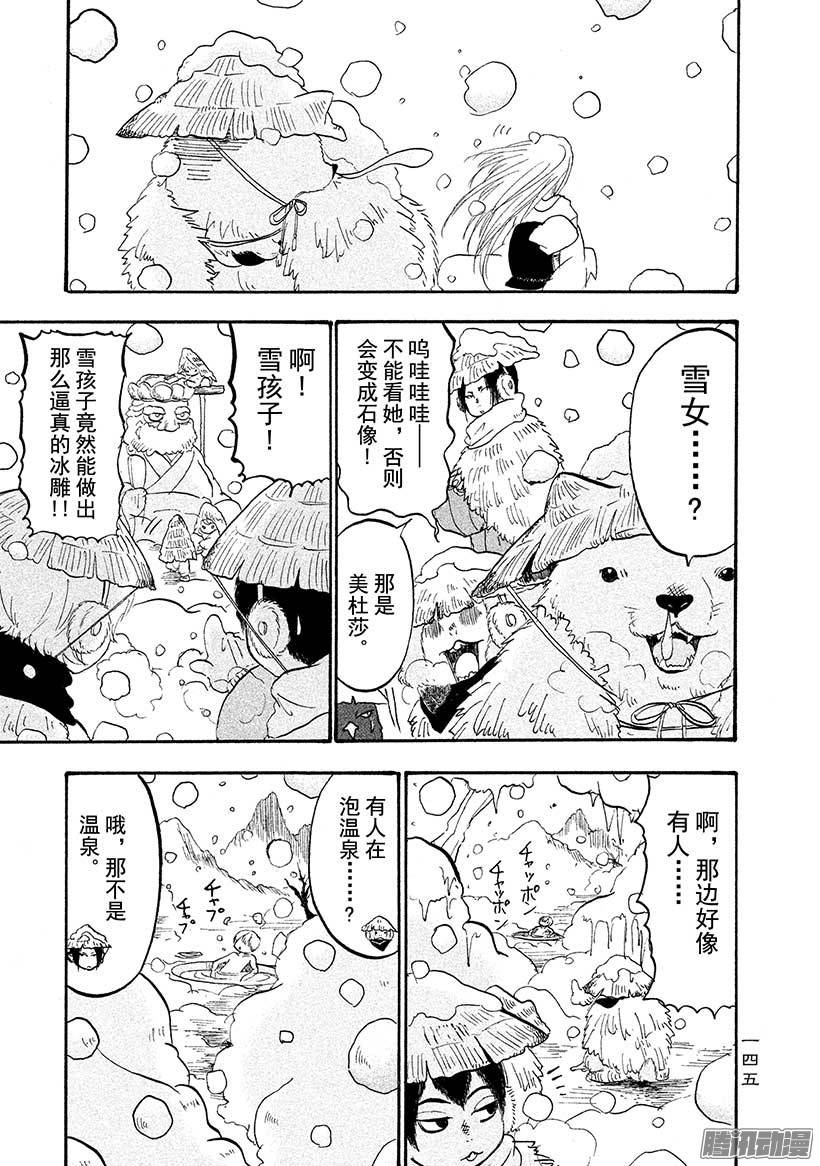 雪女……?
呜哇哇哇——
不能看她，否则
会变成石像！
那是
美杜莎。
啊！
雪孩子！
雪孩子竟然能做出
那么逼真的冰雕!!
啊，那边好像
有人……
チャッポン
チャッポン
有人在
泡温泉……?
チャプ
チャプ
哦，那不是
温泉。
一四五
腾讯动漫